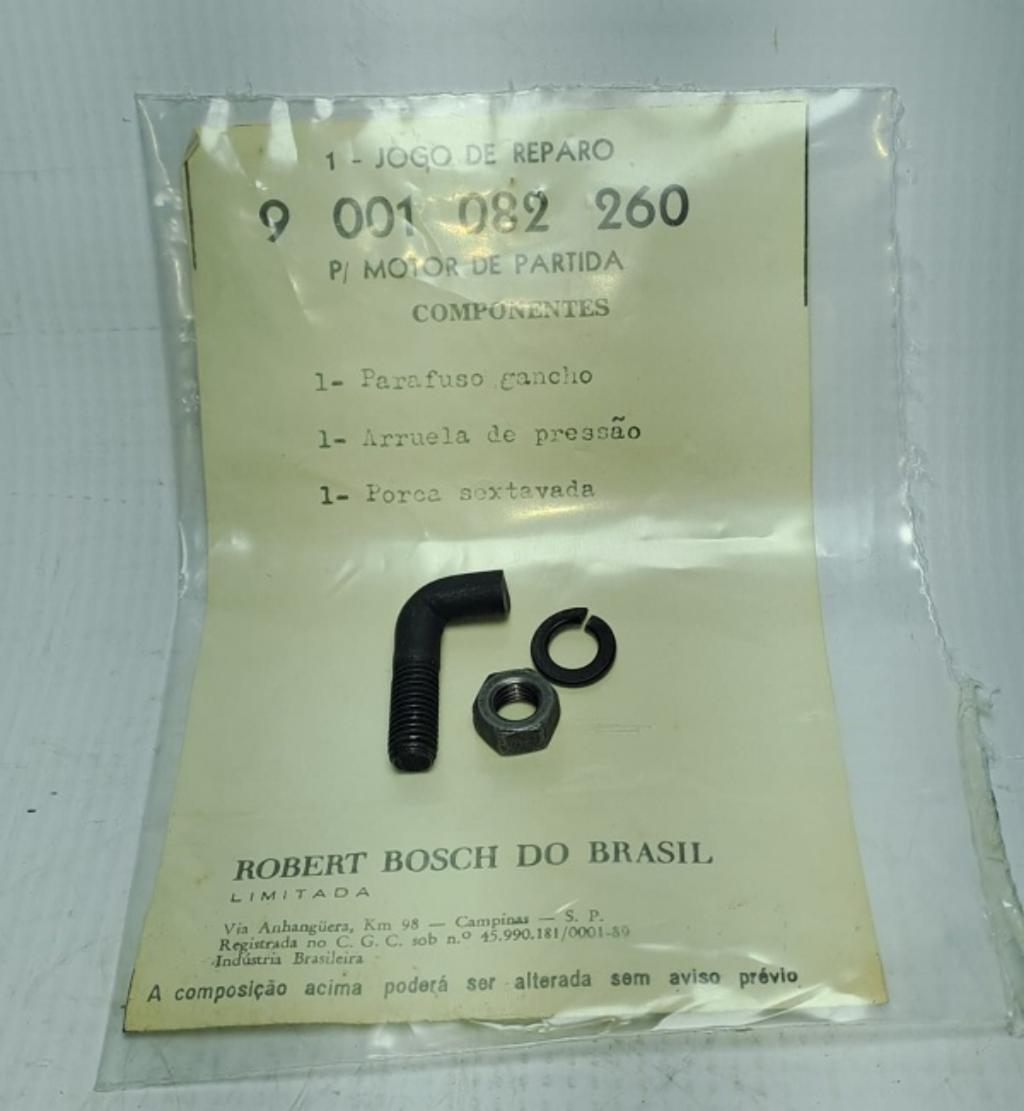 1 - JOGO DE REPARO
9 001 082 260
P/ MOTOR DE PARTIDA
COMPONENTES
1- Parafuso gancho
1- Arruela de pressão
1- Porca sextavada
ROBERT BOSCH DO BRASIL
LIMITADA
Via Anhangüera, Km 98 — Campinas — S. P.
Registrada no C. G. C. sob n.º 45.990.181/0001-89
Indústria Brasileira
A composição acima poderá ser alterada sem aviso prévio